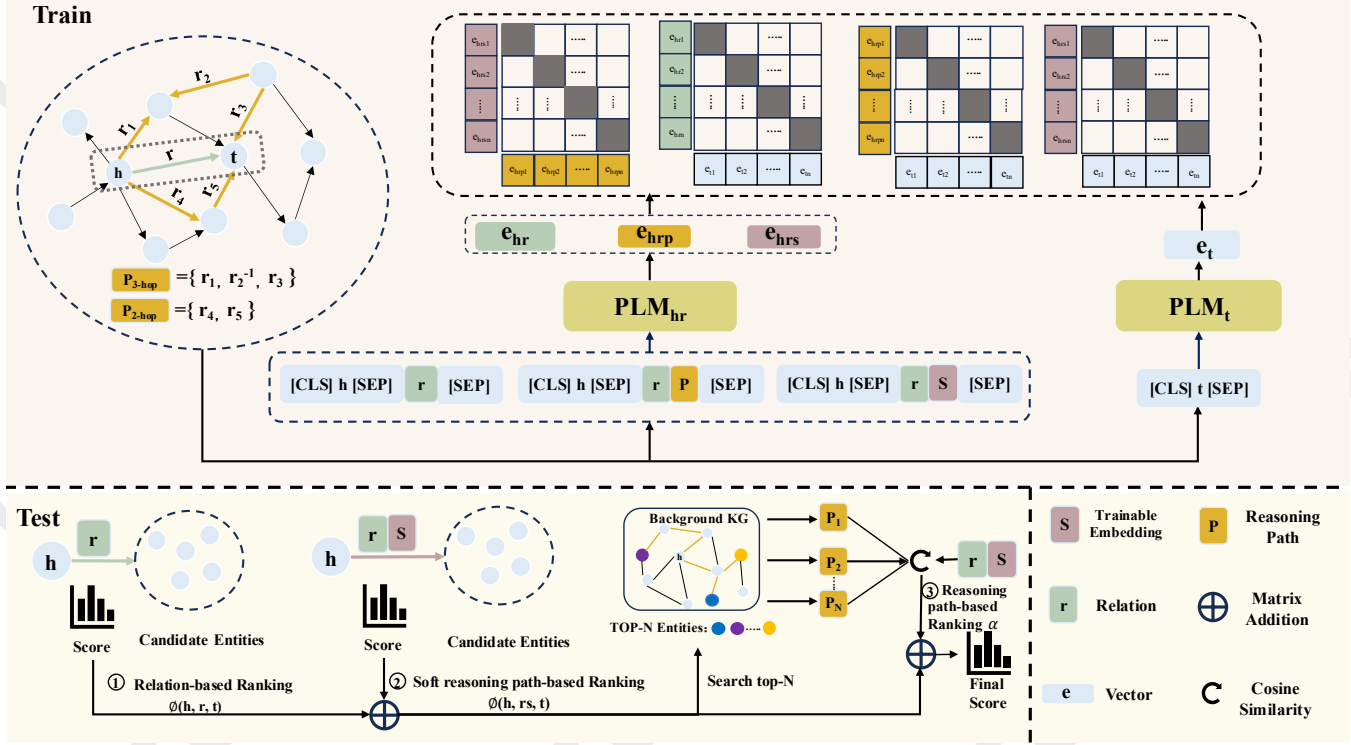 Train
r₂
r₁
r₃
r
t
h
r₄
r₅
P3-hop ={ r₁, r₂⁻¹, r₃ }
P2-hop ={ r₄, r₅ }
ehrs1
ehrs2
ehrsn
ehrp1 ehrp2 ····· ehrpn
ehr1
ehr2
ehrn
et1 et2 ····· etn
ehrp1
ehrp2
ehrpn
et1 et2 ····· etn
ehrs1
ehrs2
ehrsn
et1 et2 ····· etn
ehr ehrp ehrs
et
PLMhr
PLMt
[CLS] h [SEP] r [SEP]
[CLS] h [SEP] r P [SEP]
[CLS] h [SEP] r S [SEP]
[CLS] t [SEP]
Test
h r
Score
Candidate Entities
① Relation-based Ranking
∅(h, r, t)
h r S
Score
Candidate Entities
② Soft reasoning path-based Ranking
∅(h, rs, t)
Background KG
h
TOP-N Entities:
Search top-N
P₁
P₂
PN
r S
③ Reasoning
path-based
Ranking α
Final
Score
S Trainable
Embedding
P Reasoning
Path
r Relation
Matrix
Addition
e Vector
Cosine
Similarity